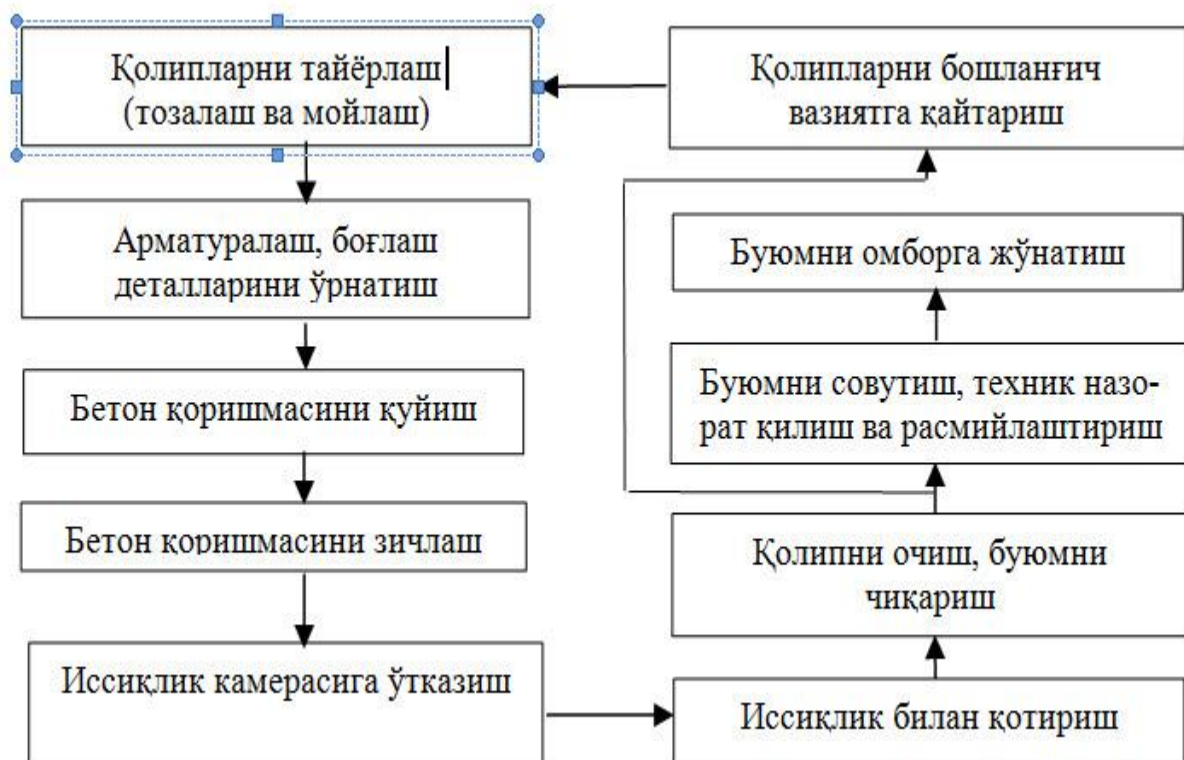 Қолипларни тайёрлаш
(тозалаш ва мойлаш)
Арматуралаш, боғлаш
деталларини ўрнатиш
Бетон қоришмасини қуйиш
Бетон қоришмасини зичлаш
Иссиқлик камерасига ўтказиш
Иссиқлик билан қотириш
Қолипни очиш, буюмни
чиқариш
Буюмни совутиш, техник назо-
рат қилиш ва расмийлаштириш
Буюмни омборга жўнатиш
Қолипларни бошланғич
вазиятга қайтариш